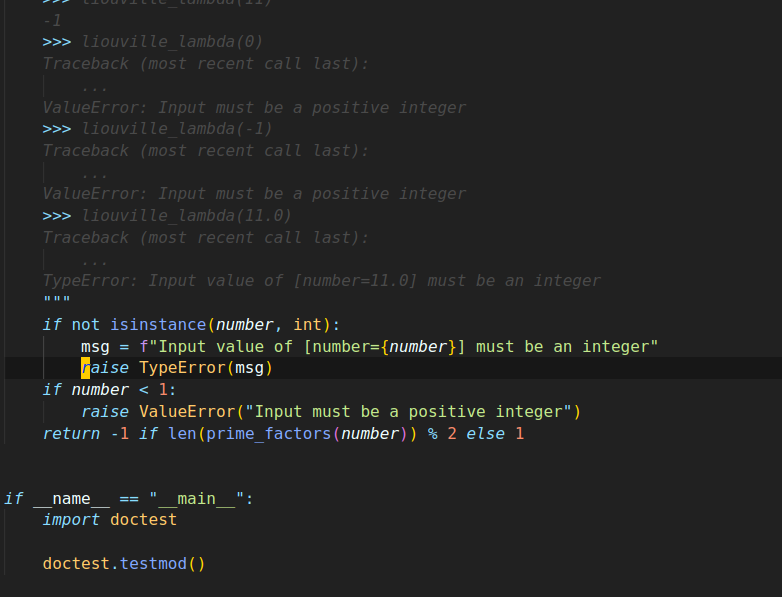 >>> liouville_lambda(11)
-1
>>> liouville_lambda(0)
Traceback (most recent call last):
...
ValueError: Input must be a positive integer
>>> liouville_lambda(-1)
Traceback (most recent call last):
...
ValueError: Input must be a positive integer
>>> liouville_lambda(11.0)
Traceback (most recent call last):
...
TypeError: Input value of [number=11.0] must be an integer
"""
if not isinstance(number, int):
msg = f"Input value of [number={number}] must be an integer"
raise TypeError(msg)
if number < 1:
raise ValueError("Input must be a positive integer")
return -1 if len(prime_factors(number)) % 2 else 1
if __name__ == "__main__":
import doctest
doctest.testmod()